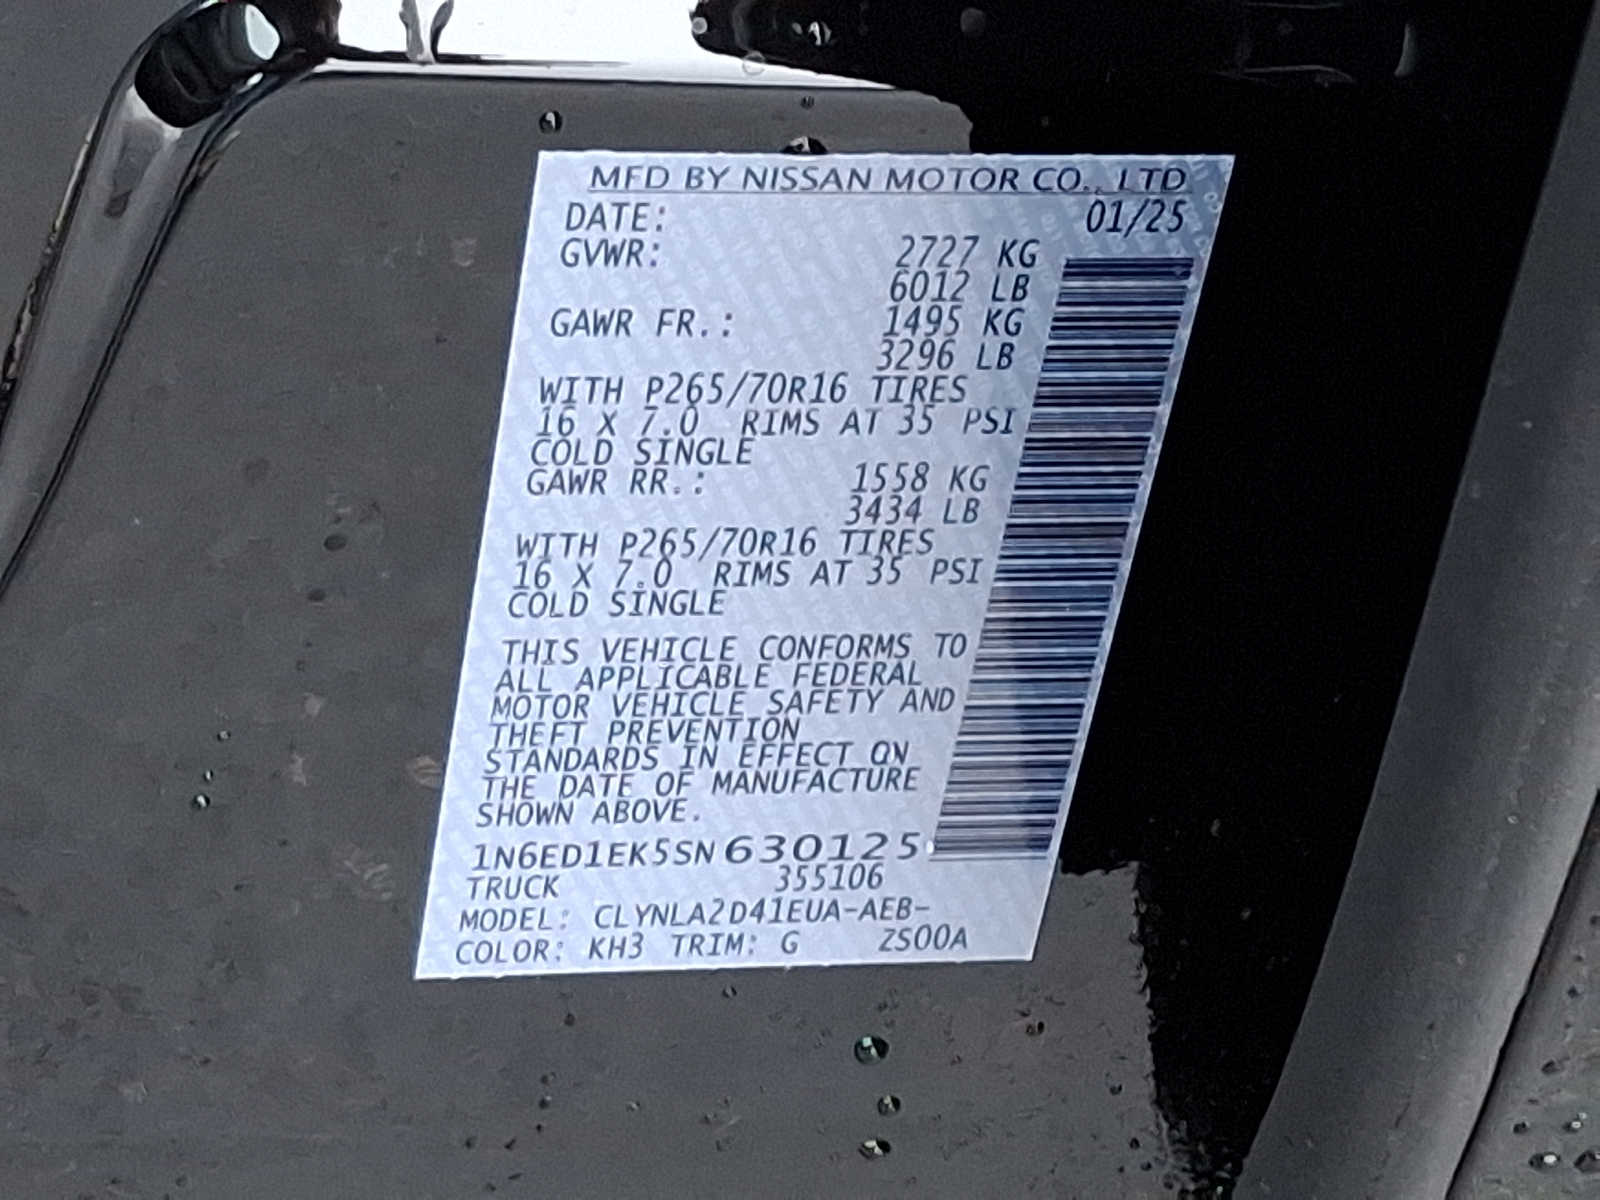 MFD BY NISSAN MOTOR CO., LTD
DATE: 01/25
GVWR: 2727 KG
6012 LB
GAWR FR.: 1495 KG
3296 LB
WITH P265/70R16 TIRES
16 X 7.0 RIMS AT 35 PSI
COLD SINGLE
GAWR RR.: 1558 KG
3434 LB
WITH P265/70R16 TIRES
16 X 7.0 RIMS AT 35 PSI
COLD SINGLE
THIS VEHICLE CONFORMS TO
ALL APPLICABLE FEDERAL
MOTOR VEHICLE SAFETY AND
THEFT PREVENTION
STANDARDS IN EFFECT ON
THE DATE OF MANUFACTURE
SHOWN ABOVE.
1N6ED1EK5SN630125
TRUCK 355106
MODEL: CLYNLA2D41EUA-AEB-
COLOR: KH3 TRIM: G ZS00A